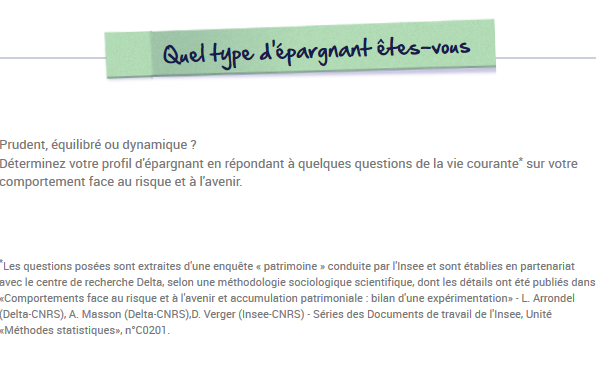 Quel type d'épargnant êtes-vous
Prudent, équilibré ou dynamique ?
Déterminez votre profil d'épargnant en répondant à quelques questions de la vie courante* sur votre
comportement face au risque et à l'avenir.
*Les questions posées sont extraites d'une enquête « patrimoine » conduite par l'Insee et sont établies en partenariat
avec le centre de recherche Delta, selon une méthodologie sociologique scientifique, dont les détails ont été publiés dans
«Comportements face au risque et à l'avenir et accumulation patrimoniale : bilan d'une expérimentation» - L. Arrondel
(Delta-CNRS), A. Masson (Delta-CNRS),D. Verger (Insee-CNRS) - Séries des Documents de travail de l'Insee, Unité
«Méthodes statistiques», n°C0201.